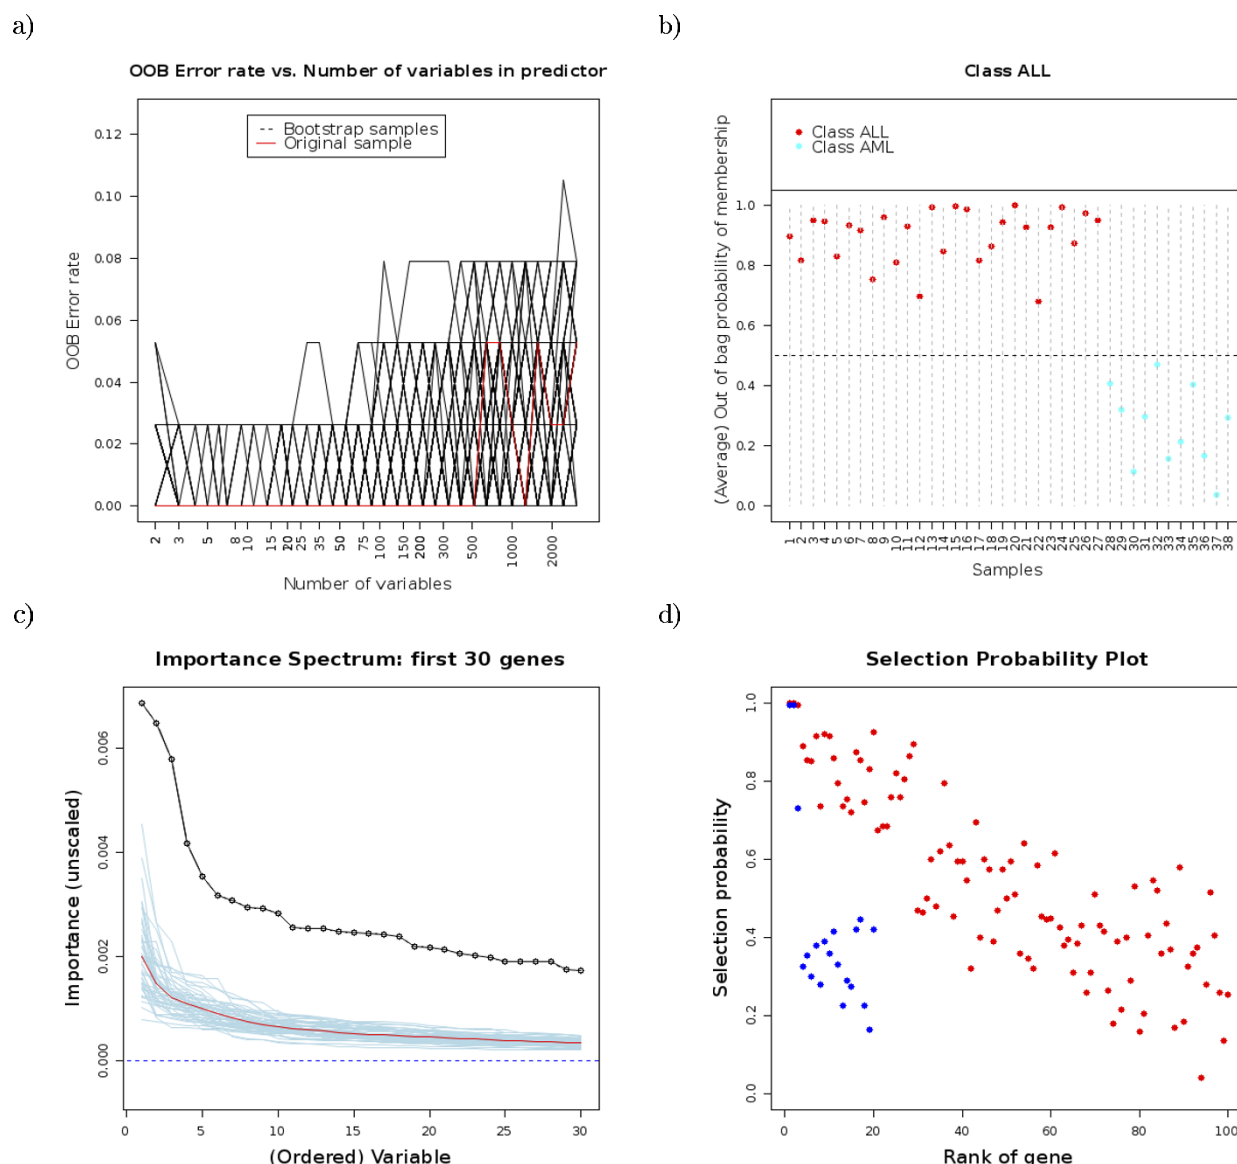 a)
OOB Error rate vs. Number of variables in predictor
Bootstrap samples
Original sample
OOB Error rate
0.12
0.10
0.08
0.06
0.04
0.02
0.00
2 3 5 8 10 15 20 25 35 50 75 100 150 200 300 500 1000 2000
Number of variables
b)
Class ALL
Class ALL
Class AML
(Average) Out of bag probability of membership
1.0
0.8
0.6
0.4
0.2
0.0
1 2 3 4 5 6 7 8 9 10 11 12 13 14 15 16 17 18 19 20 21 22 23 24 25 26 27 28 29 30 31 32 33 34 35 36 37 38
Samples
c)
Importance Spectrum: first 30 genes
Importance (unscaled)
0.006
0.004
0.002
0.000
0 5 10 15 20 25 30
(Ordered) Variable
d)
Selection Probability Plot
Selection probability
1.0
0.8
0.6
0.4
0.2
0.0
0 20 40 60 80 100
Rank of gene